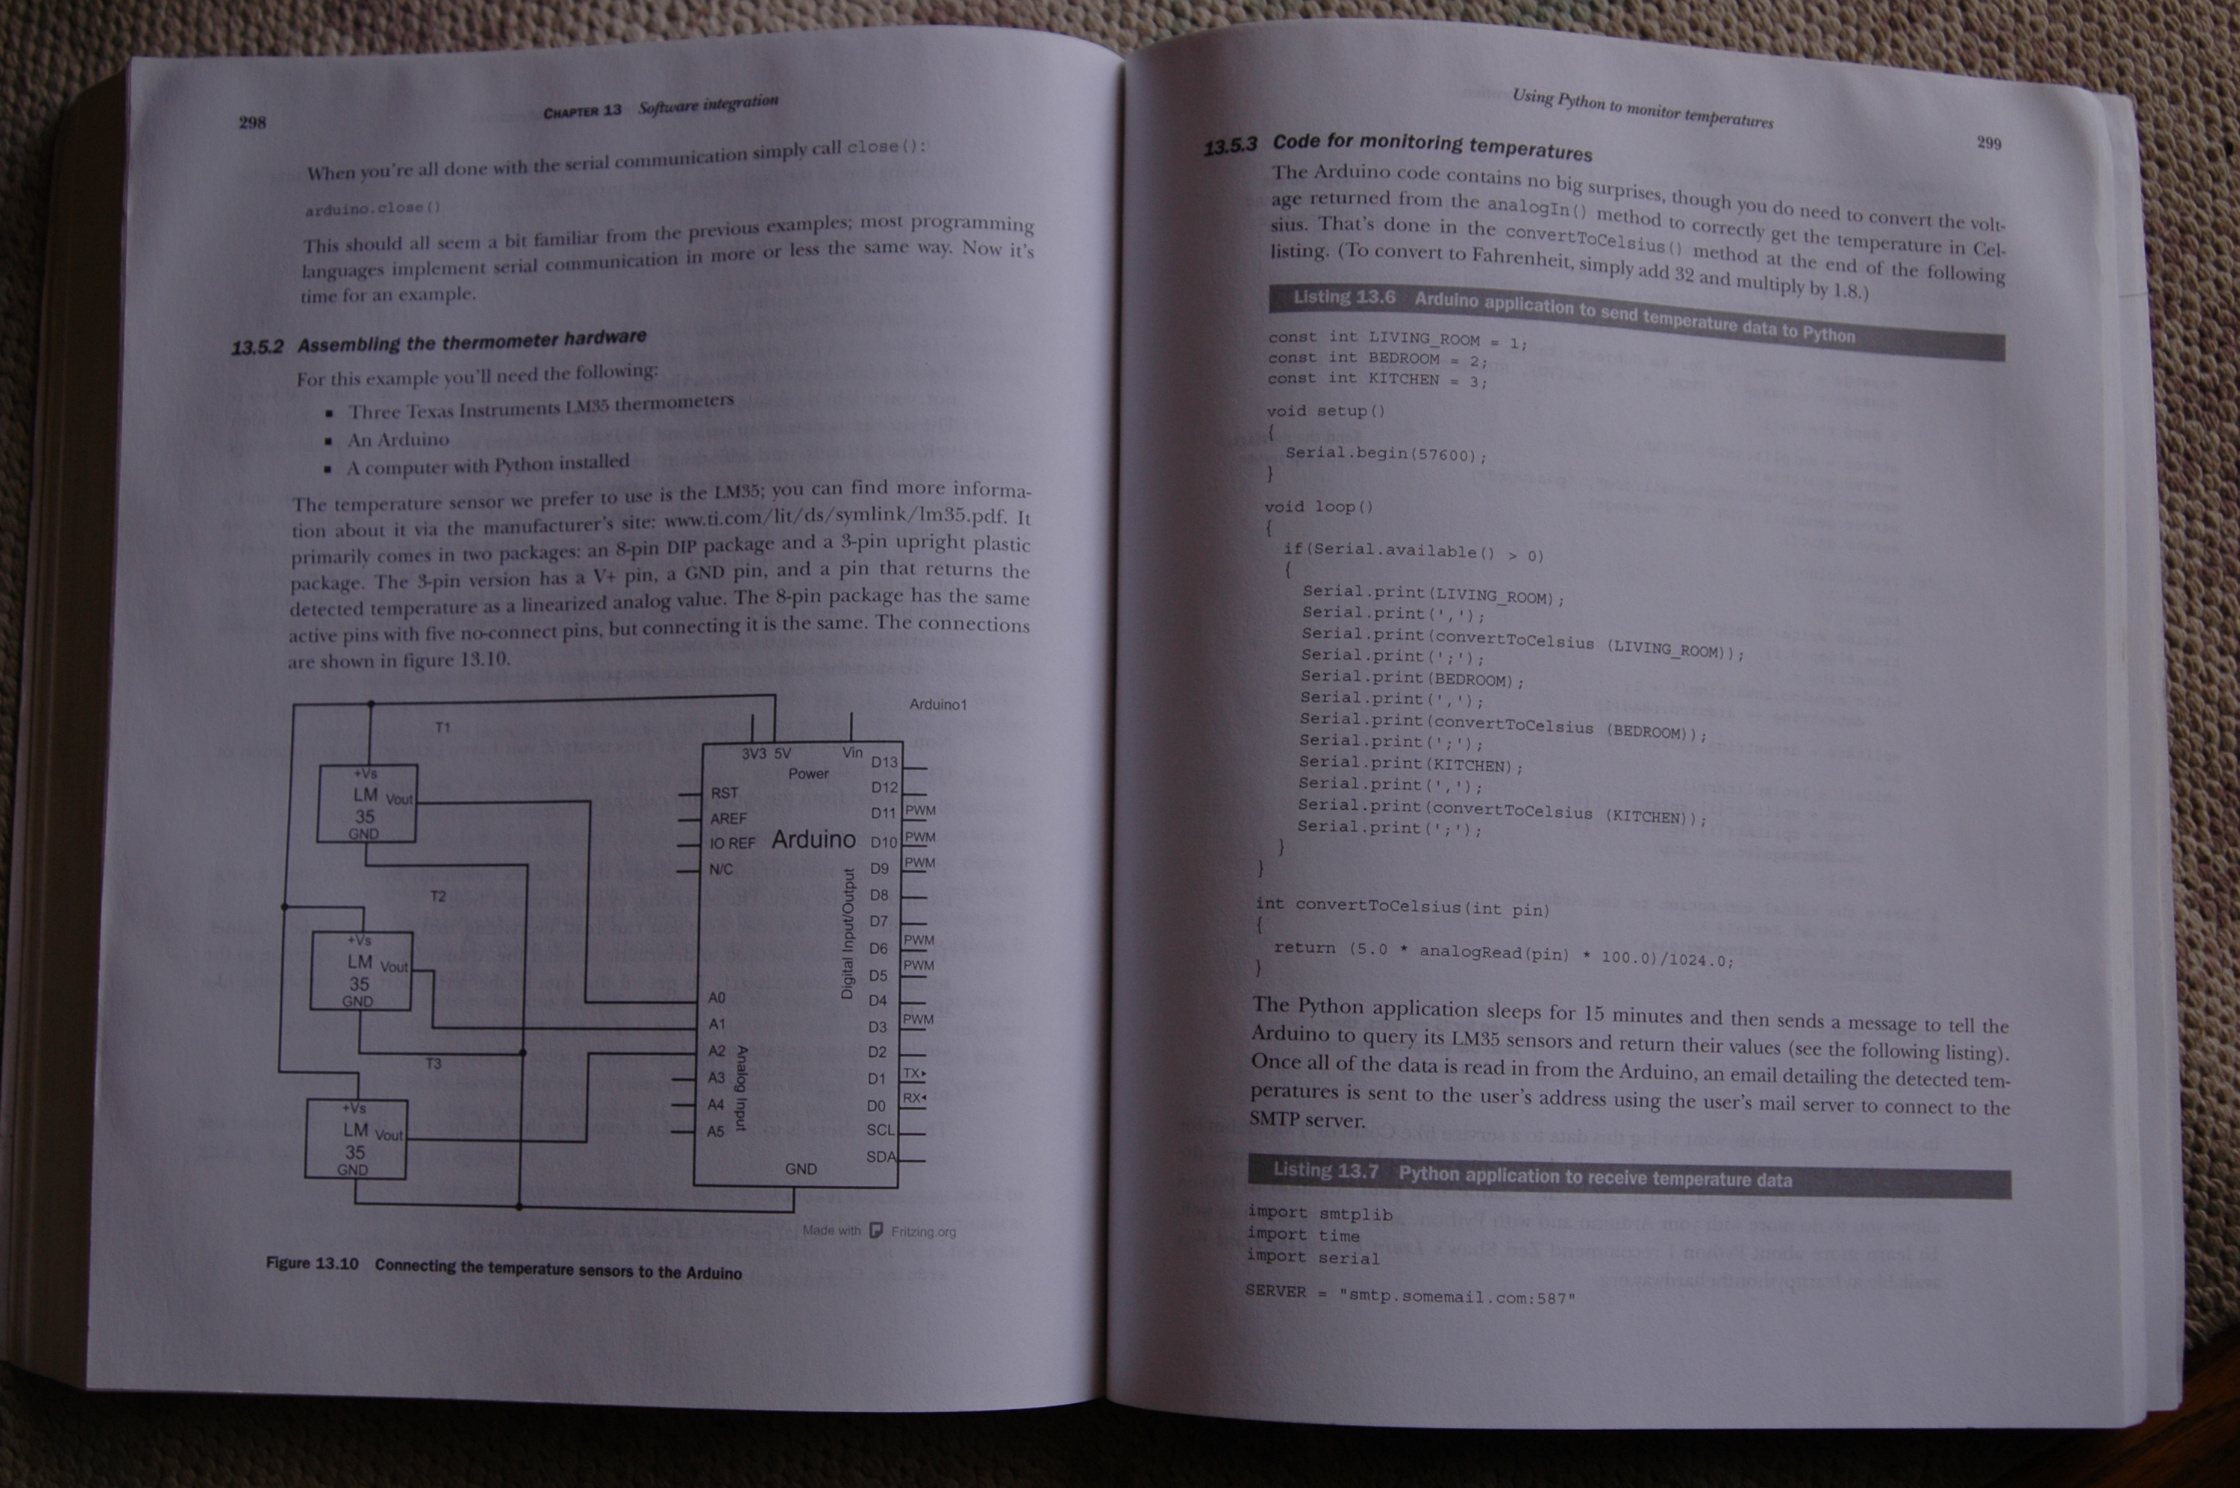 298
CHAPTER 13 Software integration
When you're all done with the serial communication simply call close():
arduino.close()
This should all seem a bit familiar from the previous examples; most programming
languages implement serial communication in more or less the same way. Now it's
time for an example.
13.5.2 Assembling the thermometer hardware
For this example you'll need the following:
■ Three Texas Instruments LM35 thermometers
■ An Arduino
■ A computer with Python installed
The temperature sensor we prefer to use is the LM35; you can find more informa-
tion about it via the manufacturer's site: www.ti.com/lit/ds/symlink/lm35.pdf. It
primarily comes in two packages: an 8-pin DIP package and a 3-pin upright plastic
package. The 3-pin version has a V+ pin, a GND pin, and a pin that returns the
detected temperature as a linearized analog value. The 8-pin package has the same
active pins with five no-connect pins, but connecting it is the same. The connections
are shown in figure 13.10.
Arduino1
T1
+Vs
LM Vout
35
GND
T2
+Vs
LM Vout
35
GND
T3
+Vs
LM Vout
35
GND
3V3 5V Vin
Power
RST
AREF
IO REF
N/C
Arduino
A0
A1
A2
A3
A4
A5
Analog Input
Digital Input/Output
D13
D12
D11 PWM
D10 PWM
D9 PWM
D8
D7
D6 PWM
D5 PWM
D4
D3 PWM
D2
D1 TX▸
D0 RX◂
SCL
SDA
GND
Made with Fritzing.org
Figure 13.10 Connecting the temperature sensors to the Arduino
Using Python to monitor temperatures
299
13.5.3 Code for monitoring temperatures
The Arduino code contains no big surprises, though you do need to convert the volt-
age returned from the analogIn() method to correctly get the temperature in Cel-
sius. That's done in the convertToCelsius() method at the end of the following
listing. (To convert to Fahrenheit, simply add 32 and multiply by 1.8.)
Listing 13.6 Arduino application to send temperature data to Python
const int LIVING_ROOM = 1;
const int BEDROOM = 2;
const int KITCHEN = 3;
void setup()
{
Serial.begin(57600);
}
void loop()
{
if(Serial.available() > 0)
{
Serial.print(LIVING_ROOM);
Serial.print(',');
Serial.print(convertToCelsius (LIVING_ROOM));
Serial.print(';');
Serial.print(BEDROOM);
Serial.print(',');
Serial.print(convertToCelsius (BEDROOM));
Serial.print(';');
Serial.print(KITCHEN);
Serial.print(',');
Serial.print(convertToCelsius (KITCHEN));
Serial.print(';');
}
}
int convertToCelsius(int pin)
{
return (5.0 * analogRead(pin) * 100.0)/1024.0;
}
The Python application sleeps for 15 minutes and then sends a message to tell the
Arduino to query its LM35 sensors and return their values (see the following listing).
Once all of the data is read in from the Arduino, an email detailing the detected tem-
peratures is sent to the user's address using the user's mail server to connect to the
SMTP server.
Listing 13.7 Python application to receive temperature data
import smtplib
import time
import serial
SERVER = "smtp.somemail.com:587"